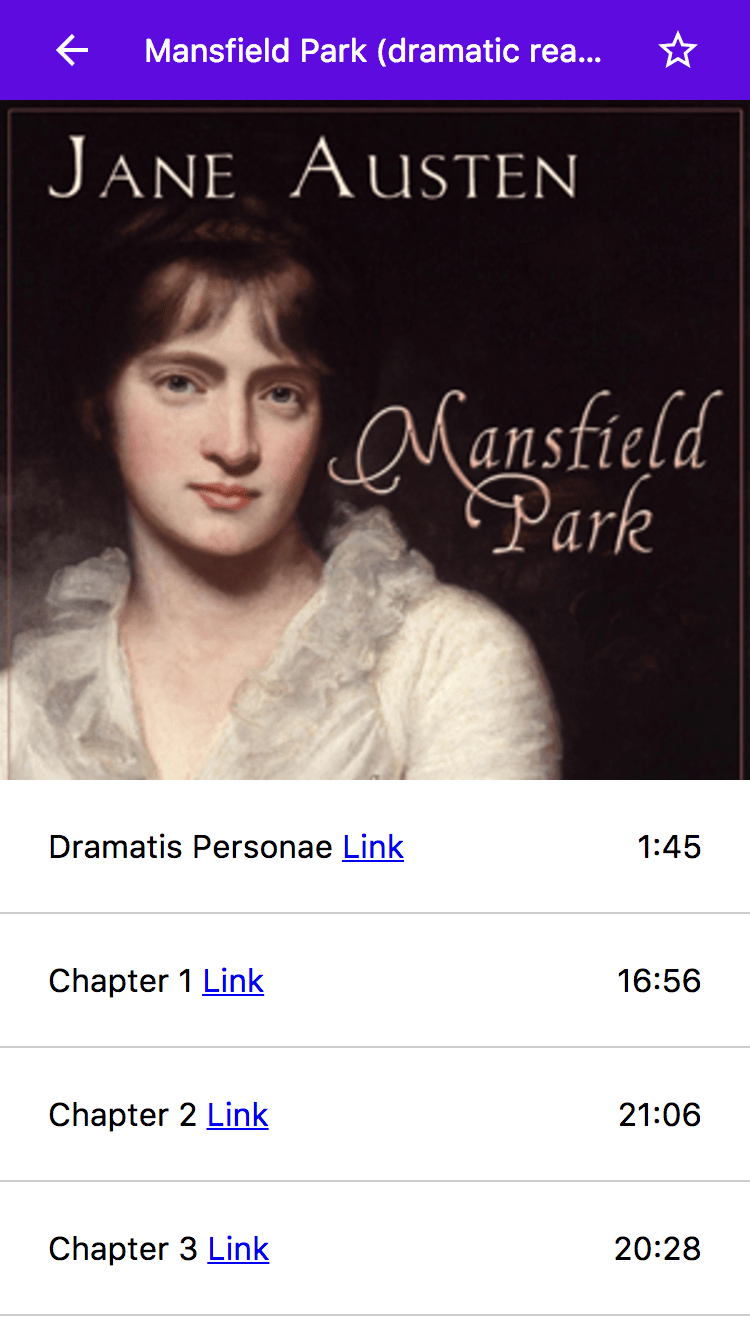 Mansfield Park (dramatic rea...
JANE AUSTEN
Mansfield
Park
Dramatis Personae Link 1:45
Chapter 1 Link 16:56
Chapter 2 Link 21:06
Chapter 3 Link 20:28